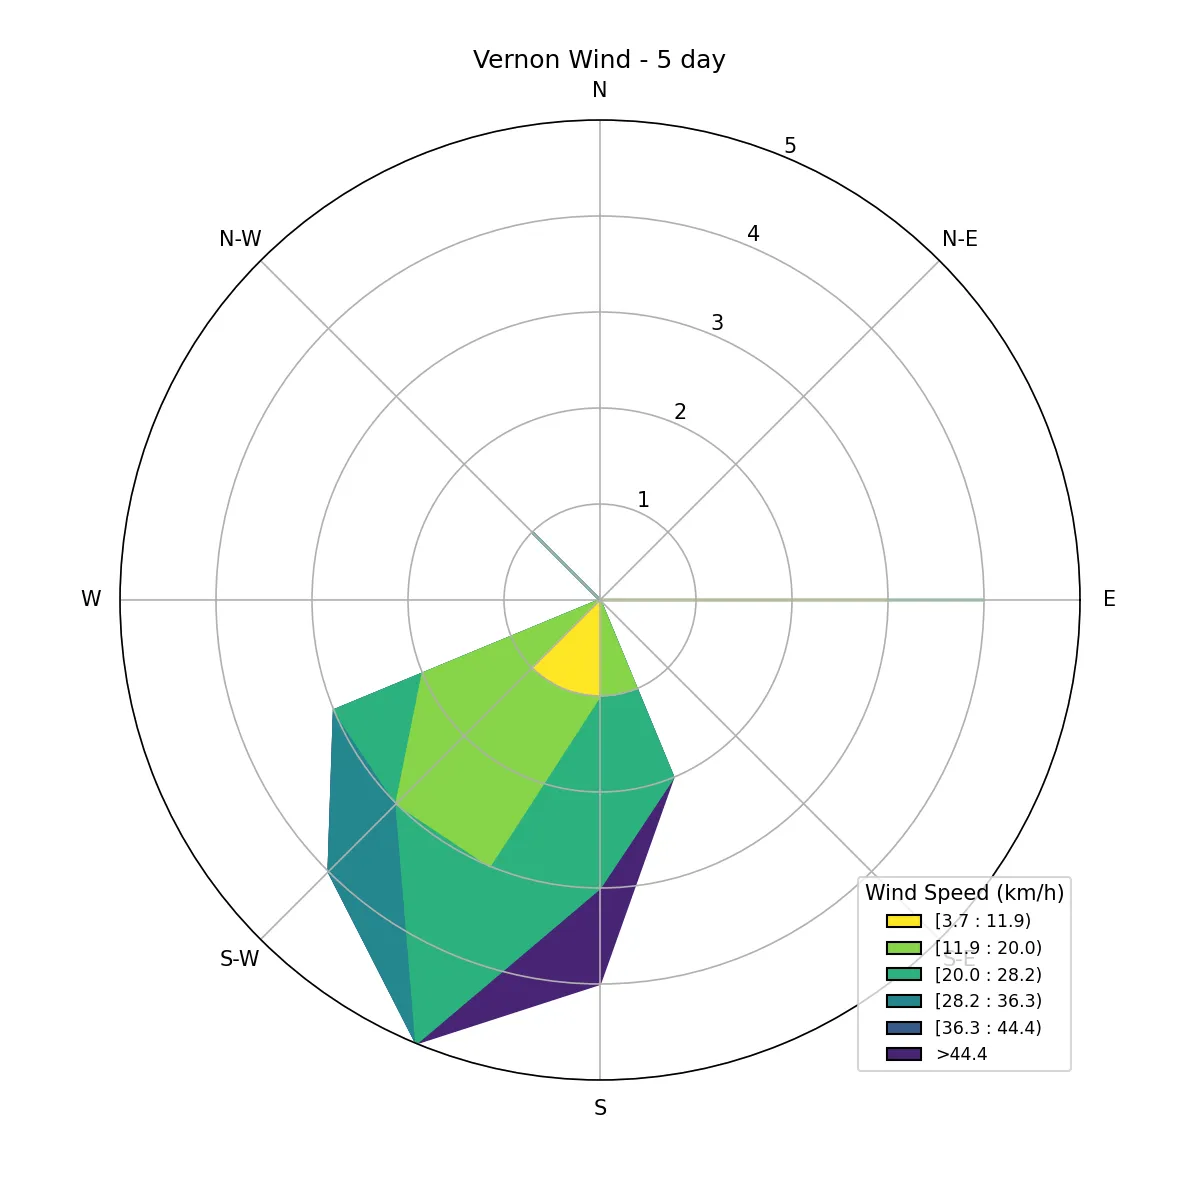 Vernon Wind - 5 day
N
5
N-W
N-E
4
3
2
1
W
E
S-W
S-E
Wind Speed (km/h)
[3.7 : 11.9)
[11.9 : 20.0)
[20.0 : 28.2)
[28.2 : 36.3)
[36.3 : 44.4)
>44.4
S